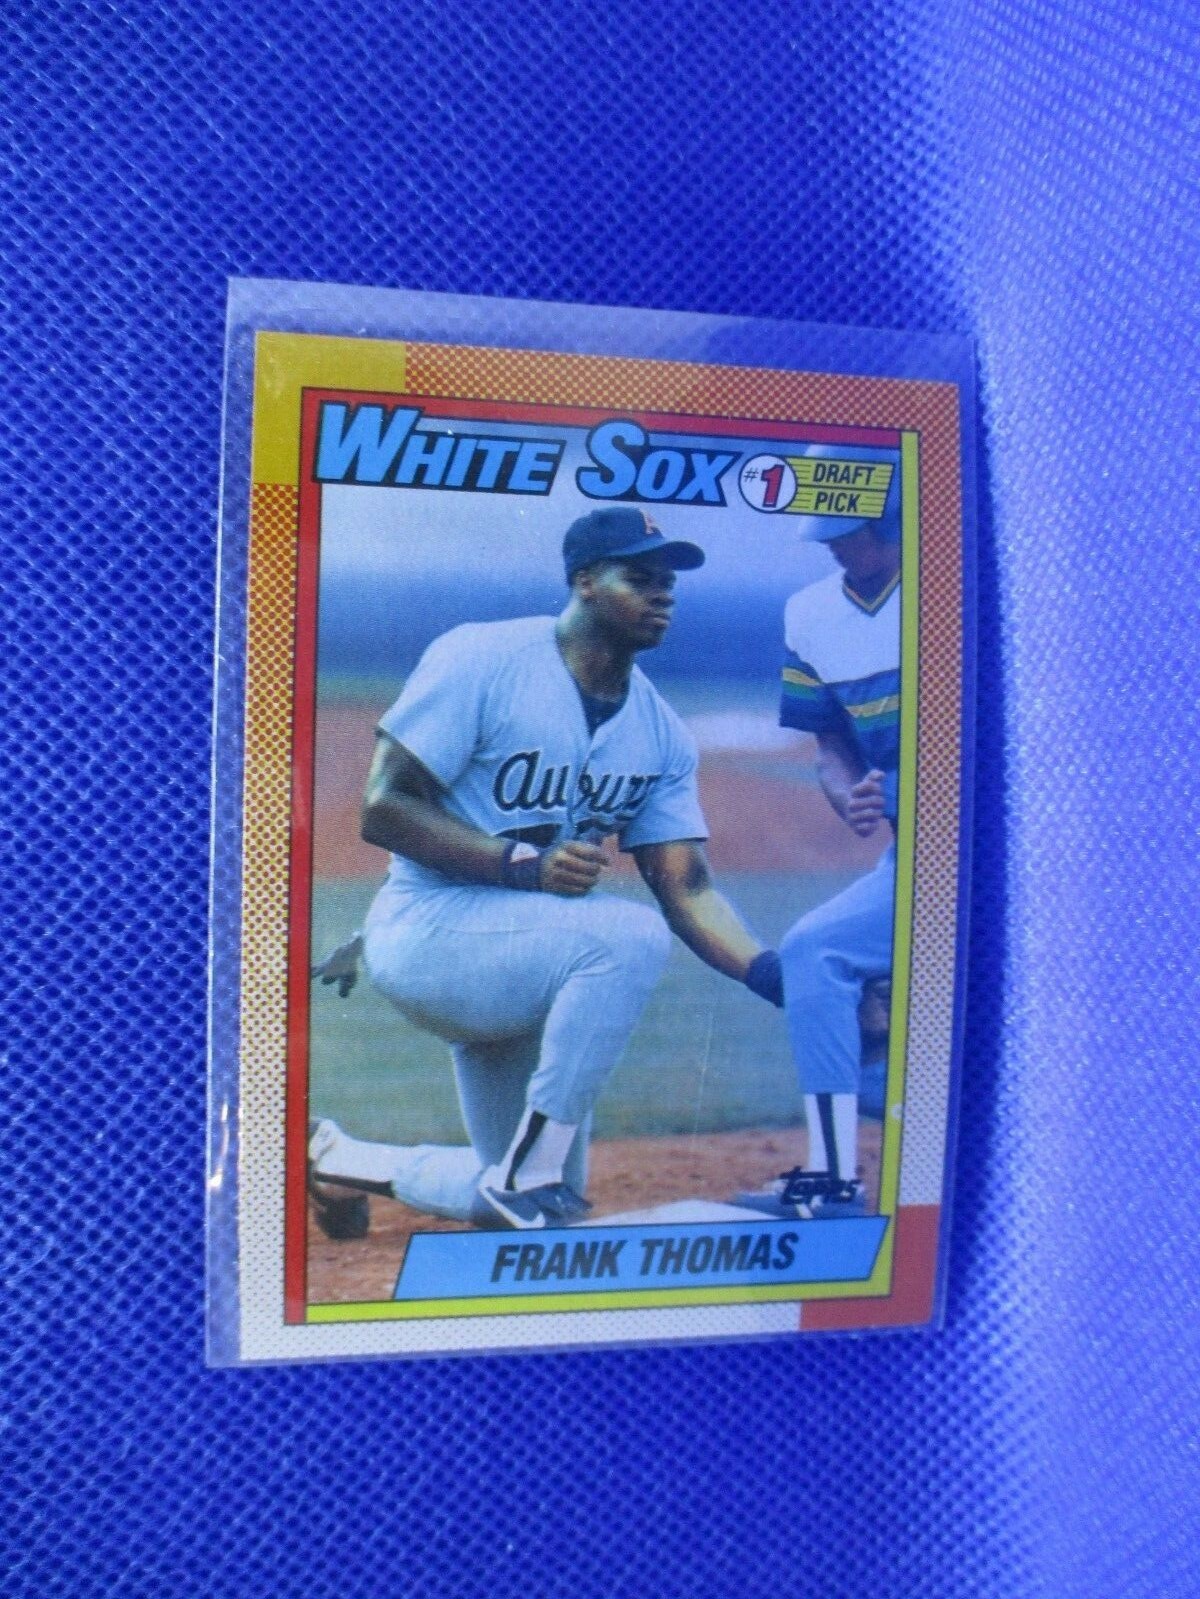 WHITE SOX #1 DRAFT PICK
A
Auburn
topps
FRANK THOMAS